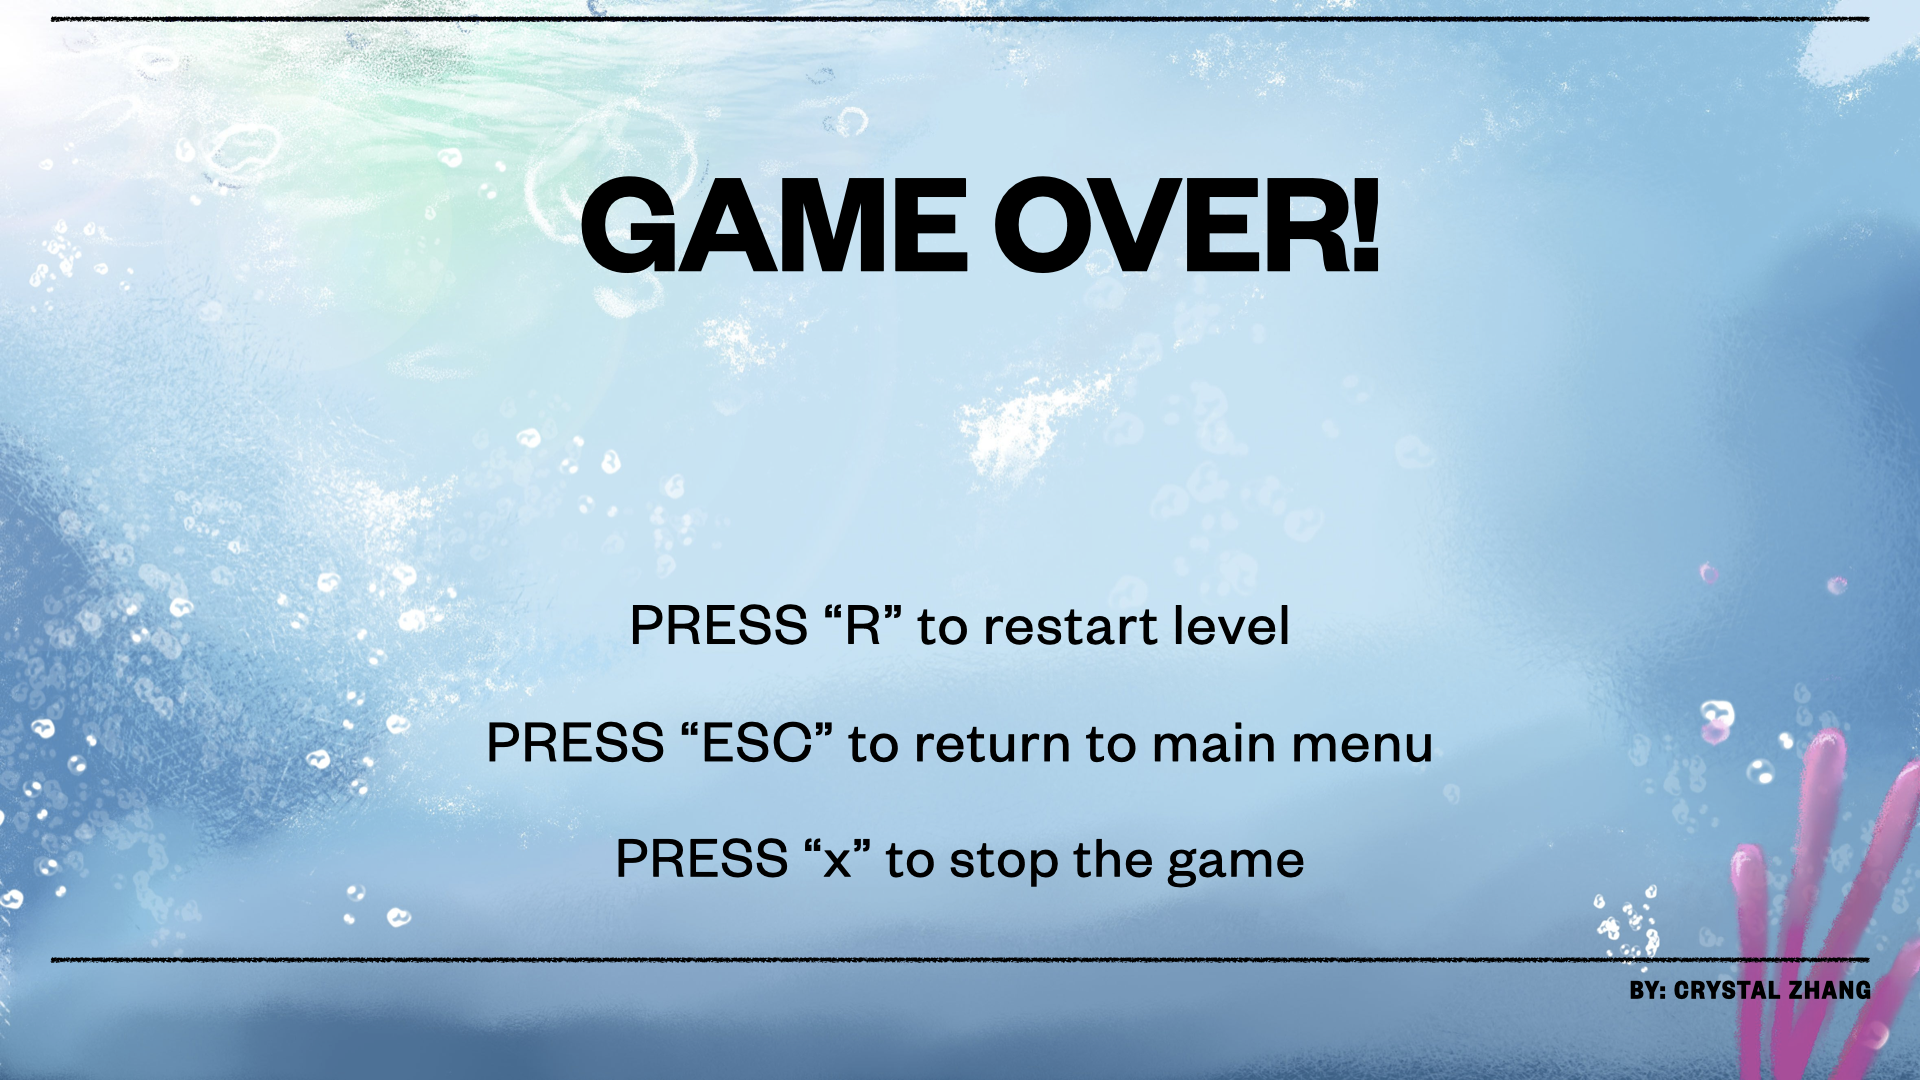 GAME OVER!
PRESS “R” to restart level
PRESS “ESC” to return to main menu
PRESS “x” to stop the game
BY: CRYSTAL ZHANG